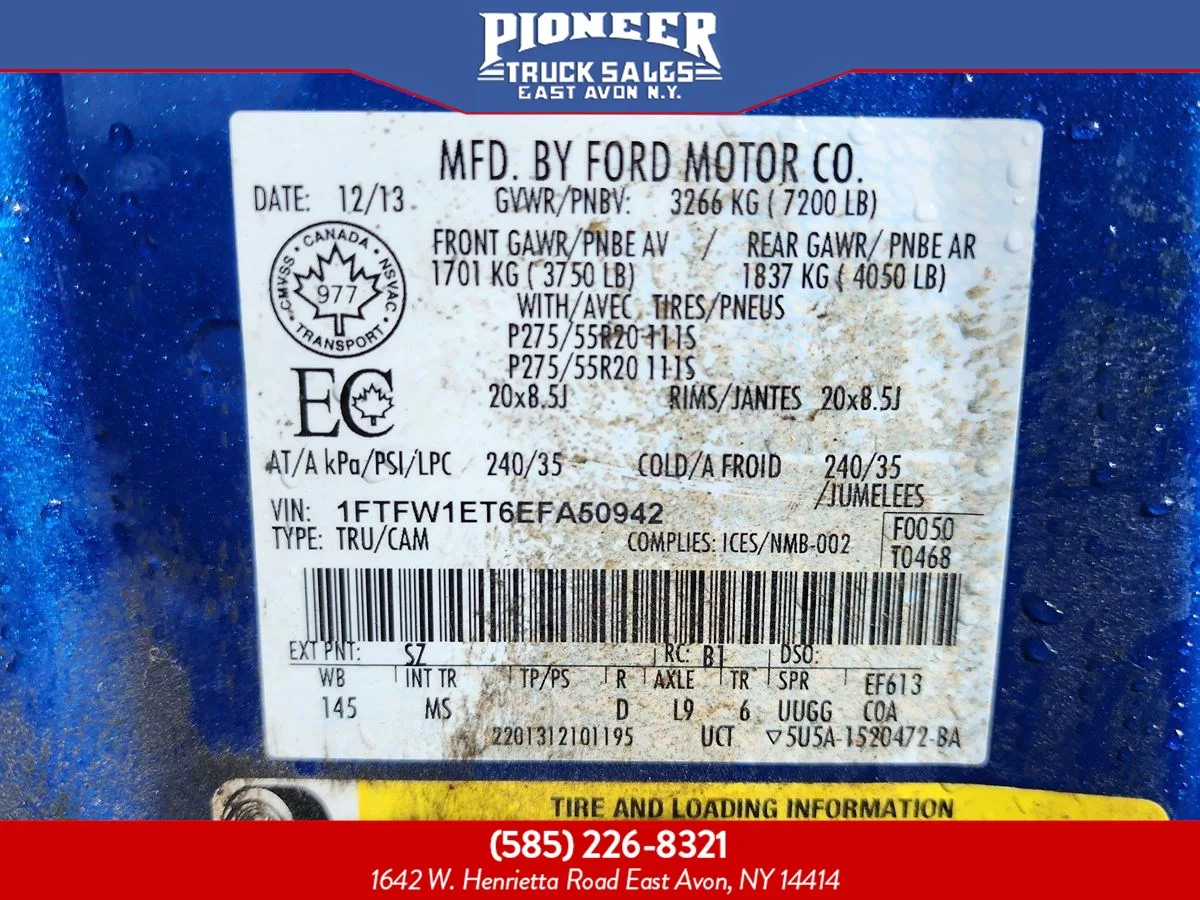 PIONEER
TRUCK SALES
EAST AVON N.Y.
MFD. BY FORD MOTOR CO.
DATE: 12/13 GVWR/PNBV: 3266 KG ( 7200 LB)
FRONT GAWR/PNBE AV / REAR GAWR/ PNBE AR
1701 KG ( 3750 LB) 1837 KG ( 4050 LB)
WITH/AVEC TIRES/PNEUS
P275/55R20 111S
P275/55R20 111S
20x8.5J RIMS/JANTES 20x8.5J
CANADA
CMVSS 977 NSVAC
TRANSPORT
EC
AT/A kPa/PSI/LPC 240/35 COLD/A FROID 240/35
/JUMELEES
VIN: 1FTFW1ET6EFA50942
TYPE: TRU/CAM COMPLIES: ICES/NMB-002
F0050
T0468
EXT PNT: SZ RC: B1 DSO:
WB INT TR TP/PS R AXLE TR SPR EF613
145 MS D L9 6 UUGG COA
2201312101195 UCT ▽5U5A-1520472-BA
TIRE AND LOADING INFORMATION
(585) 226-8321
1642 W. Henrietta Road East Avon, NY 14414